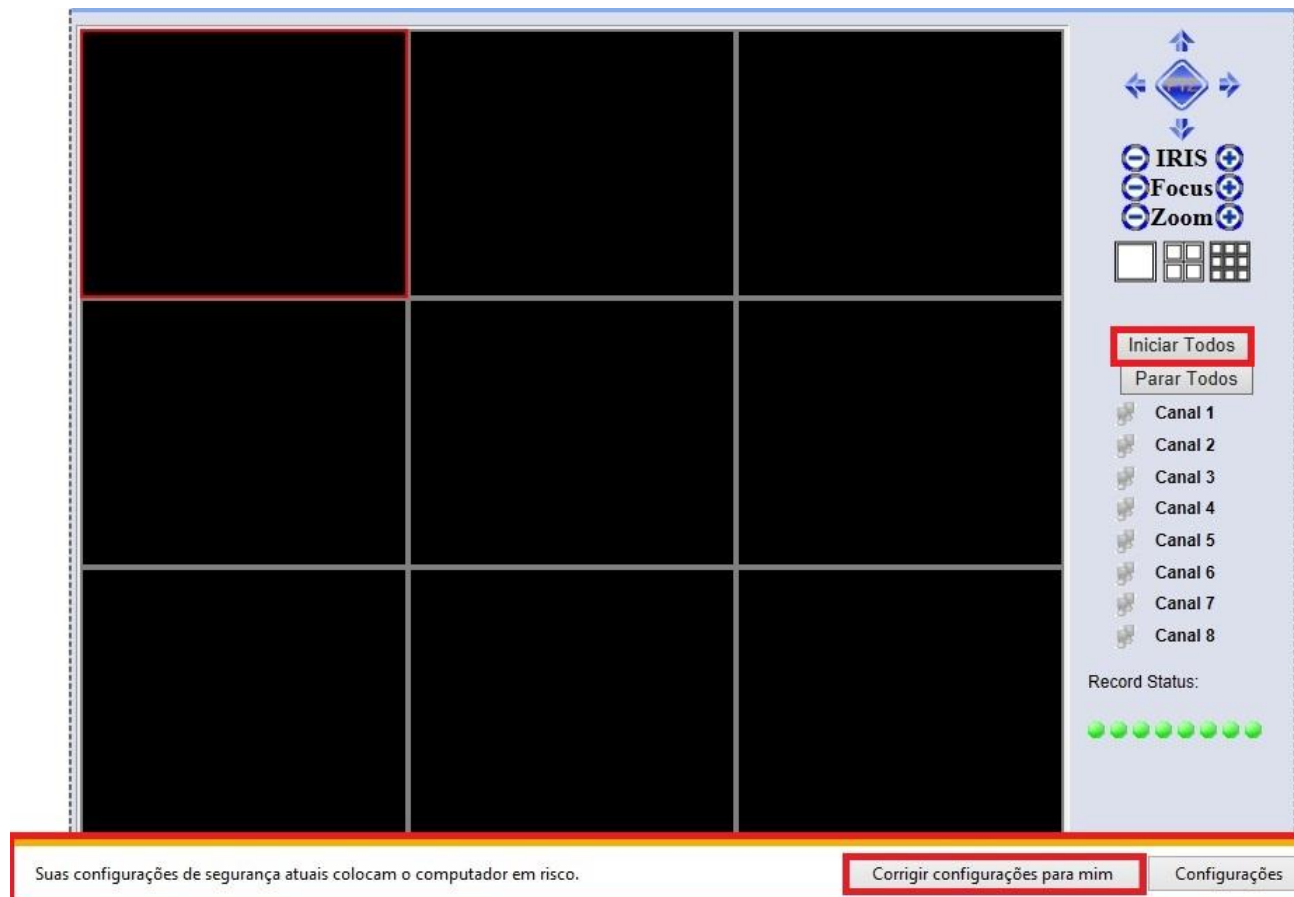 PTZ
IRIS
Focus
Zoom
Iniciar Todos
Parar Todos
Canal 1
Canal 2
Canal 3
Canal 4
Canal 5
Canal 6
Canal 7
Canal 8
Record Status:
Suas configurações de segurança atuais colocam o computador em risco.
Corrigir configurações para mim
Configurações